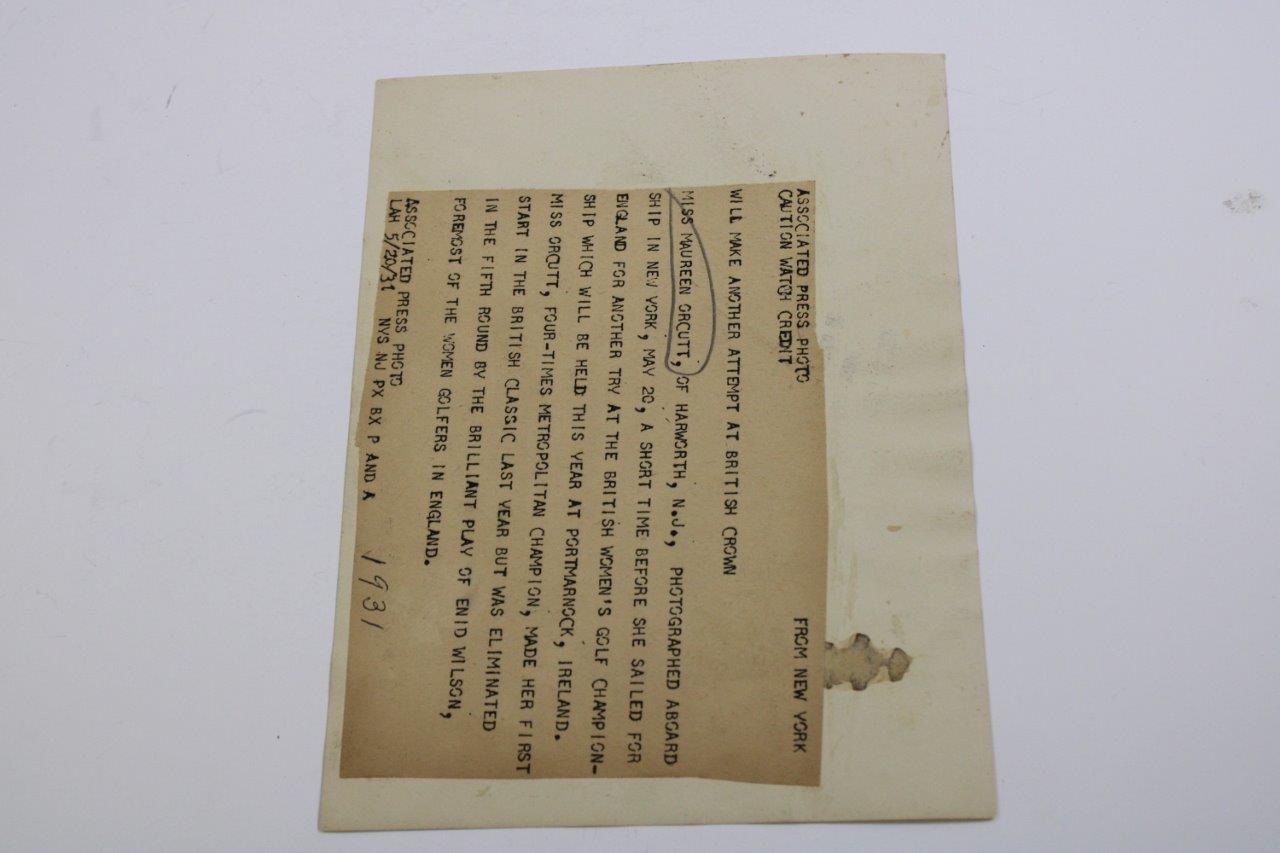 ASSOCIATED PRESS PHOTO FROM NEW YORK
CAUTION WATCH CREDIT
WILL MAKE ANOTHER ATTEMPT AT BRITISH CROWN
MISS MAUREEN ORCUTT, OF HARWORTH, N.J., PHOTOGRAPHED ABOARD
SHIP IN NEW YORK, MAY 20, A SHORT TIME BEFORE SHE SAILED FOR
ENGLAND FOR ANOTHER TRY AT THE BRITISH WOMEN'S GOLF CHAMPION-
SHIP WHICH WILL BE HELD THIS YEAR AT PORTMARNOCK, IRELAND.
MISS ORCUTT, FOUR-TIMES METROPOLITAN CHAMPION, MADE HER FIRST
START IN THE BRITISH CLASSIC LAST YEAR BUT WAS ELIMINATED
IN THE FIFTH ROUND BY THE BRILLIANT PLAY OF ENID WILSON,
FOREMOST OF THE WOMEN GOLFERS IN ENGLAND.
ASSOCIATED PRESS PHOTO
LAH 5/20/31 NYS NJ PX BX P AND A 1931